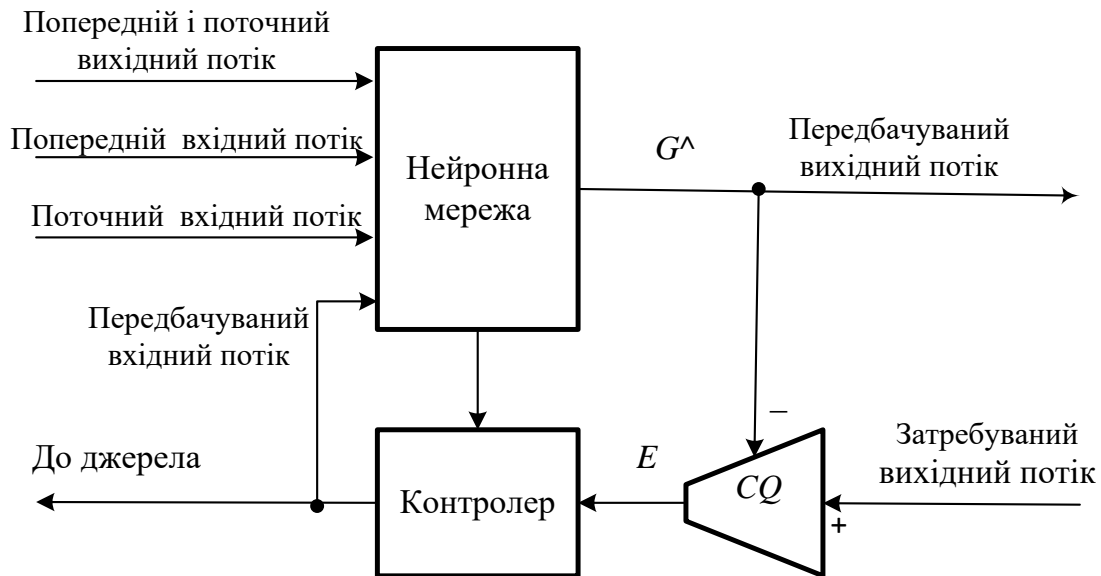 Попередній і поточний
вихідний потік
Попередній вхідний потік
Поточний вхідний потік
Передбачуваний
вхідний потік
Нейронна
мережа
G^
Передбачуваний
вихідний потік
До джерела
Контролер
E
CQ
–
+
Затребуваний
вихідний потік